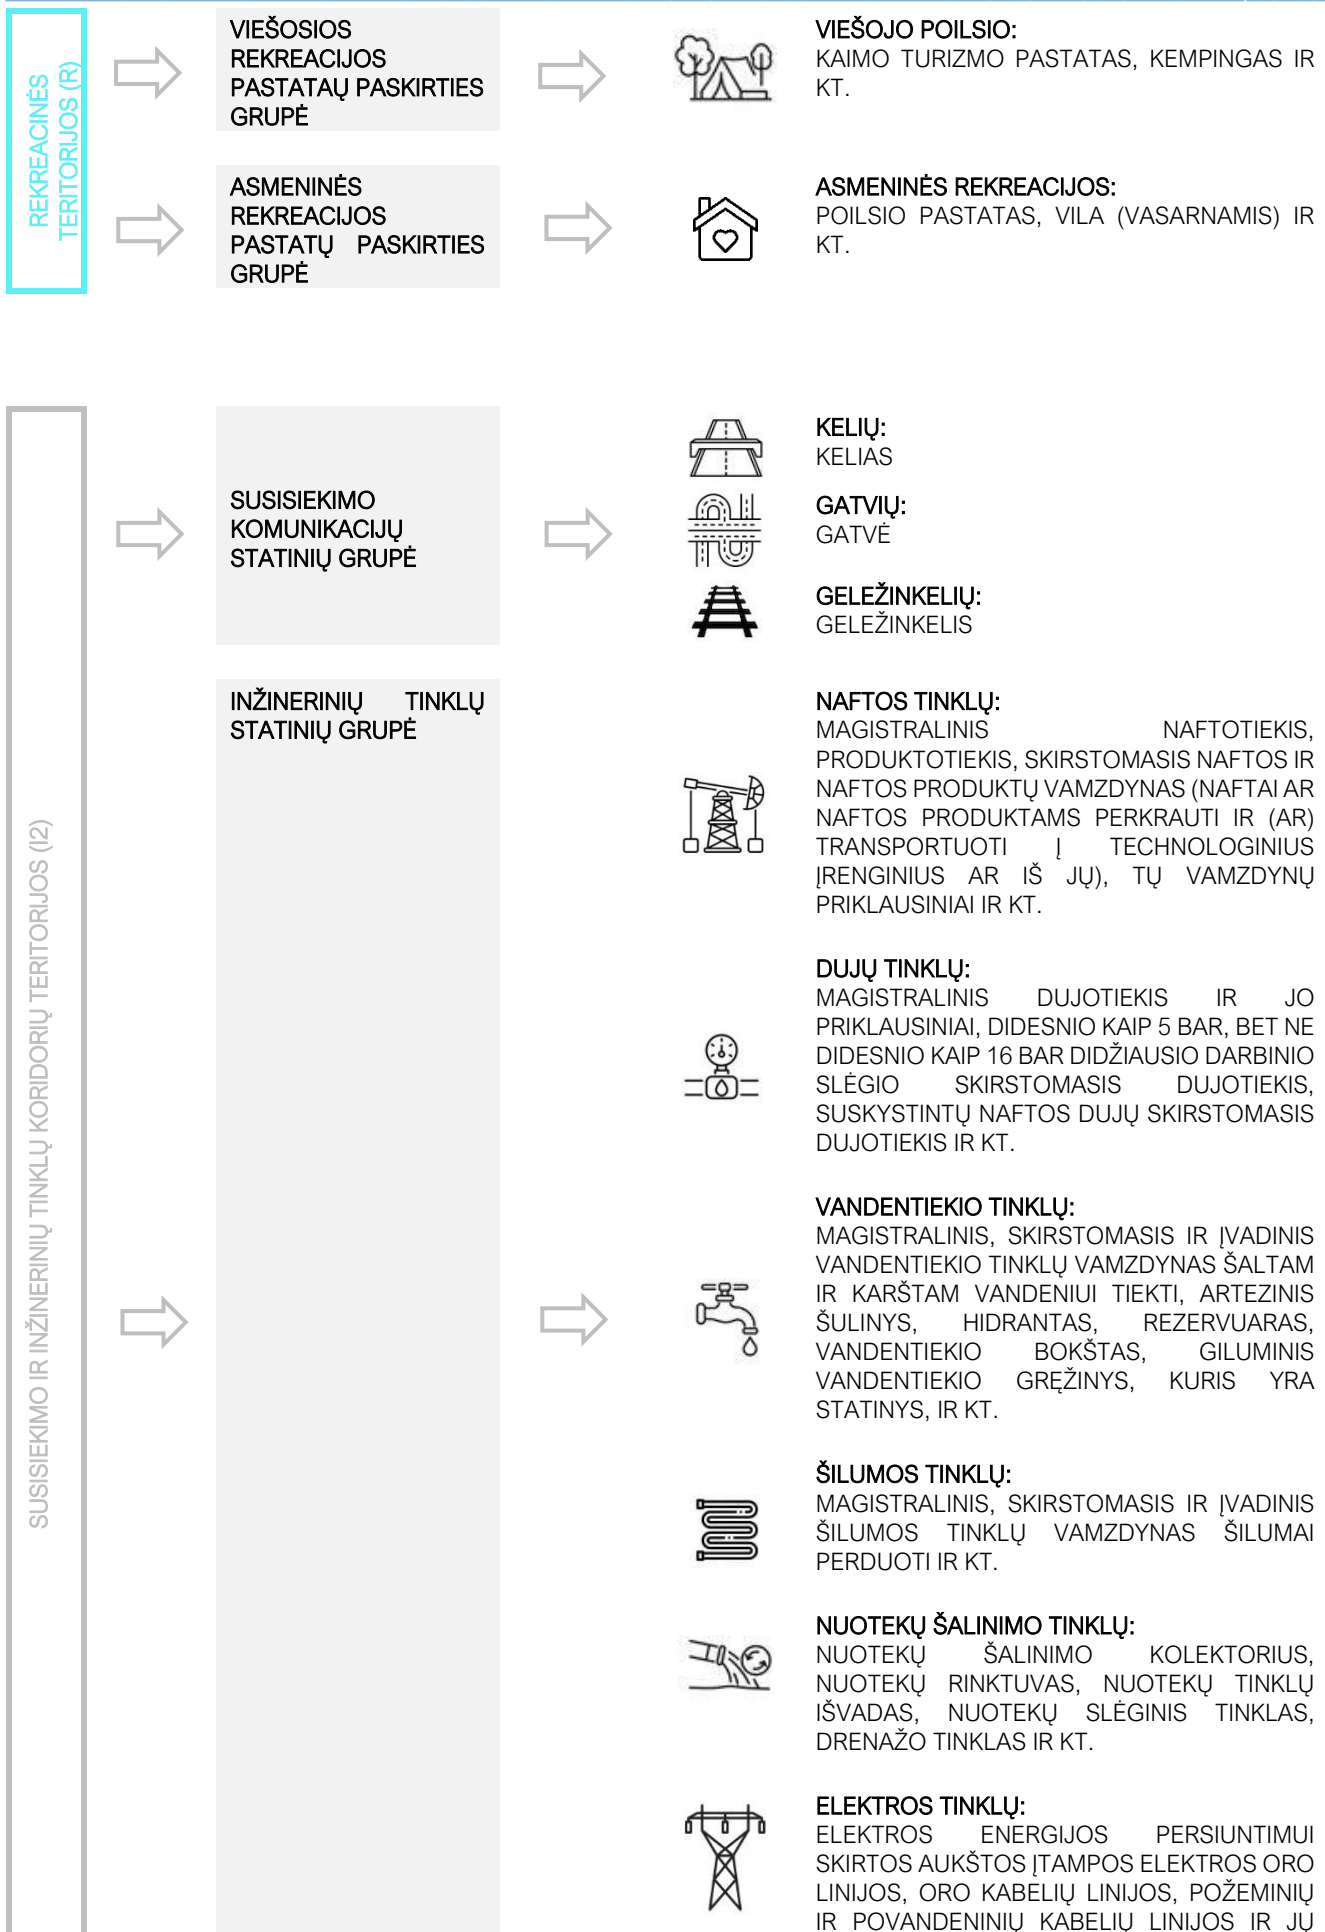 REKREACINĖS
TERITORIJOS (R)
VIEŠOSIOS
REKREACIJOS
PASTATAŲ PASKIRTIES
GRUPĖ
VIEŠOJO POILSIO:
KAIMO TURIZMO PASTATAS, KEMPINGAS IR
KT.
ASMENINĖS
REKREACIJOS
PASTATŲ PASKIRTIES
GRUPĖ
ASMENINĖS REKREACIJOS:
POILSIO PASTATAS, VILA (VASARNAMIS) IR
KT.
SUSISIEKIMO IR INŽINERINIŲ TINKLŲ KORIDORIŲ TERITORIJOS (I2)
SUSISIEKIMO
KOMUNIKACIJŲ
STATINIŲ GRUPĖ
KELIŲ:
KELIAS
GATVIŲ:
GATVĖ
GELEŽINKELIŲ:
GELEŽINKELIS
INŽINERINIŲ TINKLŲ
STATINIŲ GRUPĖ
NAFTOS TINKLŲ:
MAGISTRALINIS NAFTOTIEKIS,
PRODUKTOTIEKIS, SKIRSTOMASIS NAFTOS IR
NAFTOS PRODUKTŲ VAMZDYNAS (NAFTAI AR
NAFTOS PRODUKTAMS PERKRAUTI IR (AR)
TRANSPORTUOTI Į TECHNOLOGINIUS
ĮRENGINIUS AR IŠ JŲ), TŲ VAMZDYNŲ
PRIKLAUSINIAI IR KT.
DUJŲ TINKLŲ:
MAGISTRALINIS DUJOTIEKIS IR JO
PRIKLAUSINIAI, DIDESNIO KAIP 5 BAR, BET NE
DIDESNIO KAIP 16 BAR DIDŽIAUSIO DARBINIO
SLĖGIO SKIRSTOMASIS DUJOTIEKIS,
SUSKYSTINTŲ NAFTOS DUJŲ SKIRSTOMASIS
DUJOTIEKIS IR KT.
VANDENTIEKIO TINKLŲ:
MAGISTRALINIS, SKIRSTOMASIS IR ĮVADINIS
VANDENTIEKIO TINKLŲ VAMZDYNAS ŠALTAM
IR KARŠTAM VANDENIUI TIEKTI, ARTEZINIS
ŠULINYS, HIDRANTAS, REZERVUARAS,
VANDENTIEKIO BOKŠTAS, GILUMINIS
VANDENTIEKIO GRĘŽINYS, KURIS YRA
STATINYS, IR KT.
ŠILUMOS TINKLŲ:
MAGISTRALINIS, SKIRSTOMASIS IR ĮVADINIS
ŠILUMOS TINKLŲ VAMZDYNAS ŠILUMAI
PERDUOTI IR KT.
NUOTEKŲ ŠALINIMO TINKLŲ:
NUOTEKŲ ŠALINIMO KOLEKTORIUS,
NUOTEKŲ RINKTUVAS, NUOTEKŲ TINKLŲ
IŠVADAS, NUOTEKŲ SLĖGINIS TINKLAS,
DRENAŽO TINKLAS IR KT.
ELEKTROS TINKLŲ:
ELEKTROS ENERGIJOS PERSIUNTIMUI
SKIRTOS AUKŠTOS ĮTAMPOS ELEKTROS ORO
LINIJOS, ORO KABELIŲ LINIJOS, POŽEMINIŲ
IR POVANDENINIŲ KABELIŲ LINIJOS IR JŲ